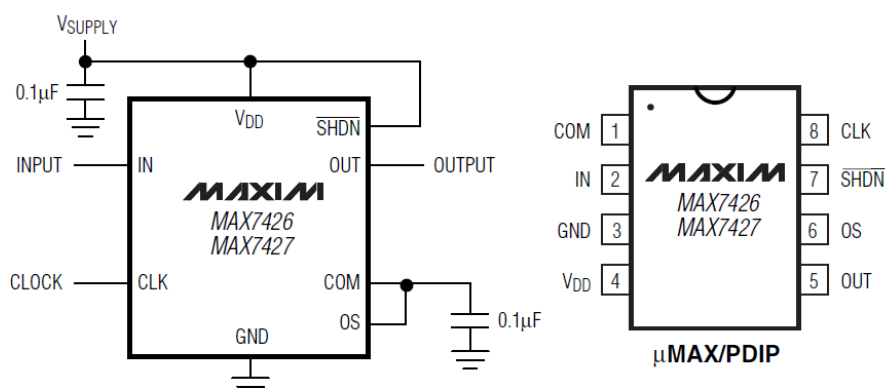 VSUPPLY
0.1μF
VDD
SHDN
INPUT
IN
OUT
OUTPUT
MAXIM
MAX7426
MAX7427
CLOCK
CLK
COM
OS
0.1μF
GND
COM 1
8 CLK
IN 2
7 SHDN
GND 3
6 OS
VDD 4
5 OUT
MAXIM
MAX7426
MAX7427
μMAX/PDIP